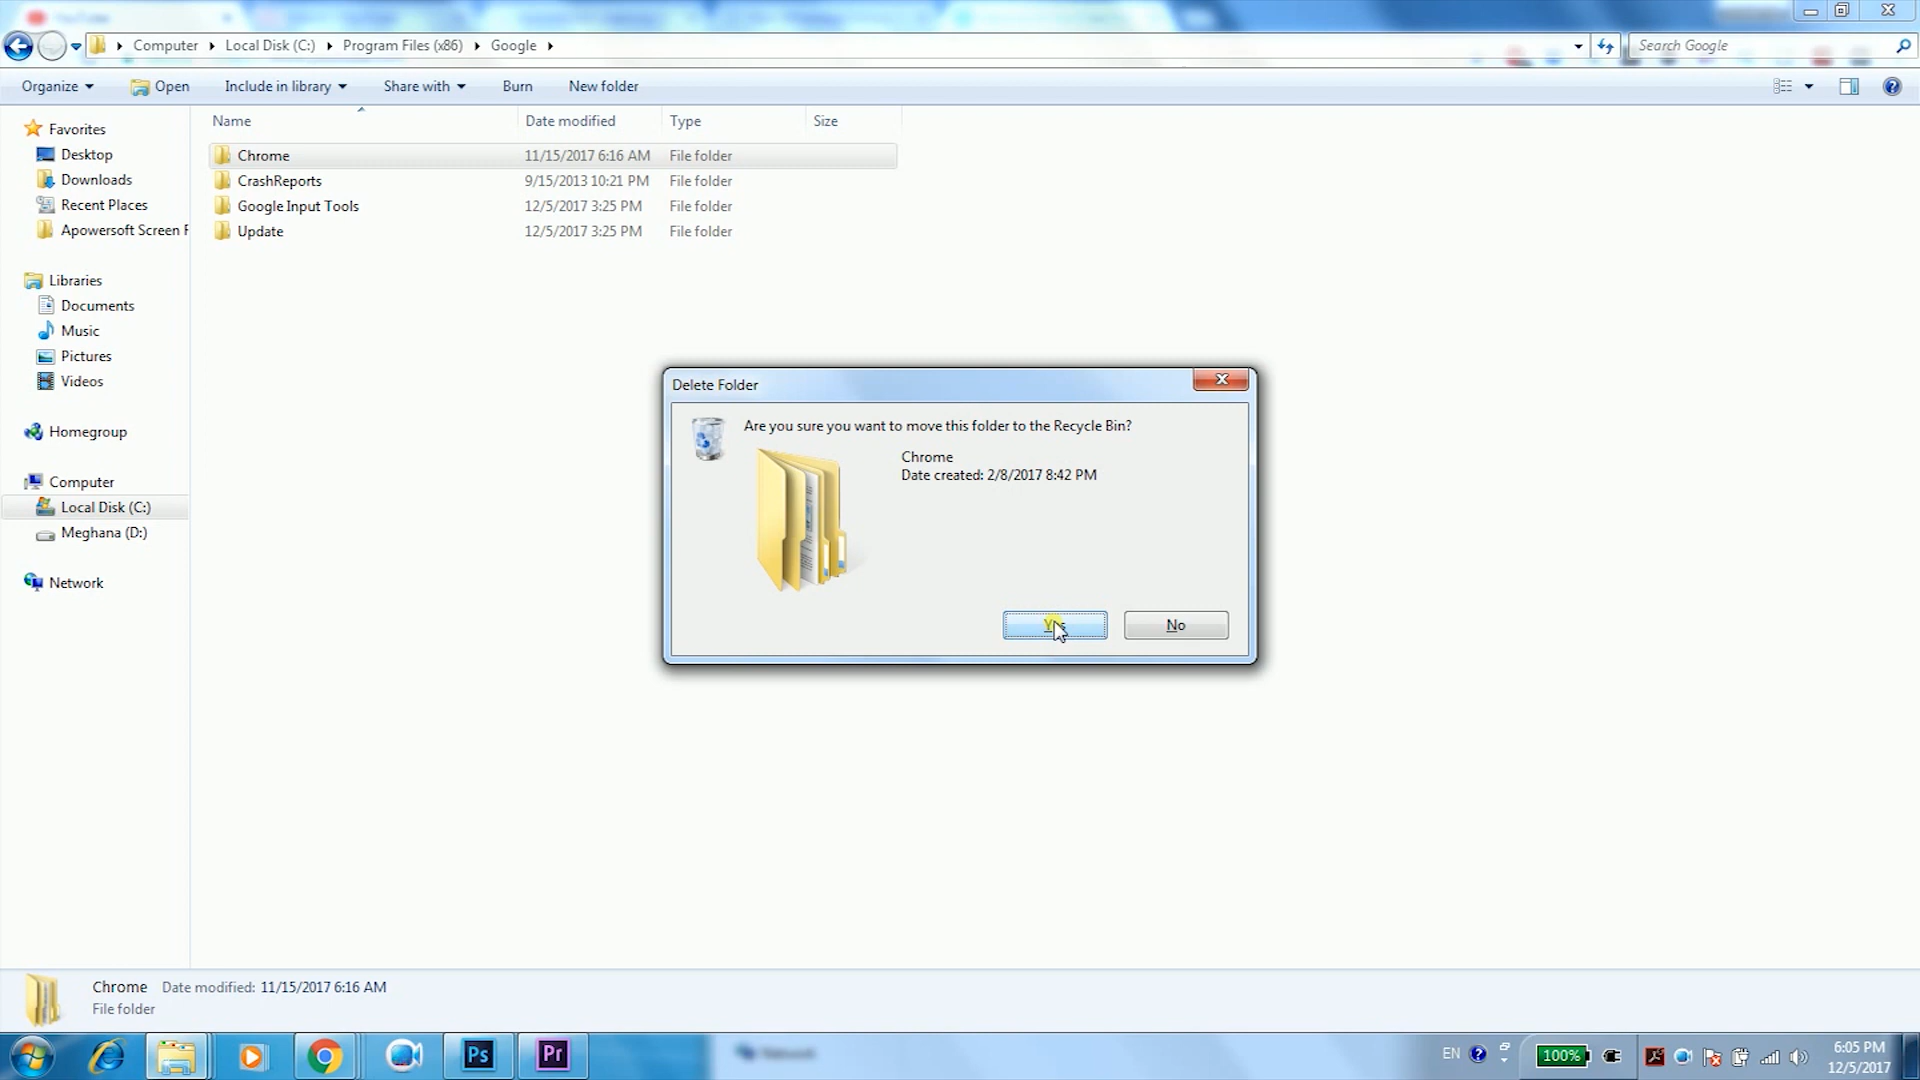 Computer Local Disk (C:) Program Files (x86) Google
Search Google
Organize Open Include in library Share with Burn New folder
Name Date modified Type Size
Chrome 11/15/2017 6:16 AM File folder
CrashReports 9/15/2013 10:21 PM File folder
Google Input Tools 12/5/2017 3:25 PM File folder
Update 12/5/2017 3:25 PM File folder
Favorites
Desktop
Downloads
Recent Places
Apowersoft Screen F
Libraries
Documents
Music
Pictures
Videos
Homegroup
Computer
Local Disk (C:)
Meghana (D:)
Network
Delete Folder
Are you sure you want to move this folder to the Recycle Bin?
Chrome
Date created: 2/8/2017 8:42 PM
Yes No
Chrome Date modified: 11/15/2017 6:16 AM
File folder
Ps Pr Network EN 100% 6:05 PM
12/5/2017